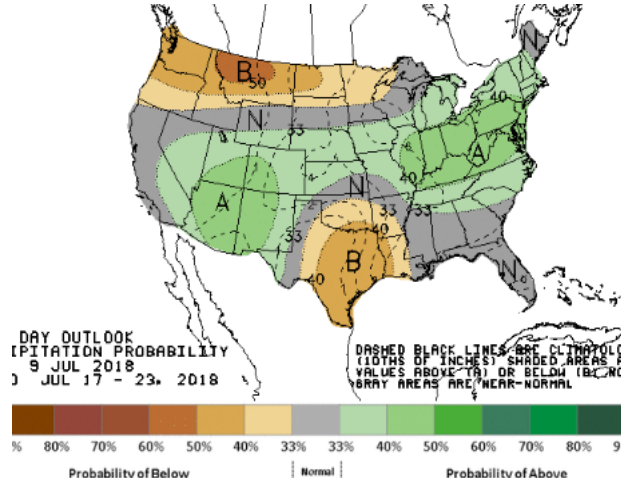 N
B
50
N
33
40
A
40
A
N
33
33
33
40
B
40
N
DAY OUTLOOK
IPITATION PROBABILITY
9 JUL 2018
JUL 17 - 23, 2018
DASHED BLACK LINES ARE CLIMATOLO
(10THS OF INCHES) SHADED AREAS A
VALUES ABOVE (A) OR BELOW (B) NO
GRAY AREAS ARE NEAR-NORMAL
% 80% 70% 60% 50% 40% 33% 33% 40% 50% 60% 70% 80% 9
Probability of Below Normal Probability of Above